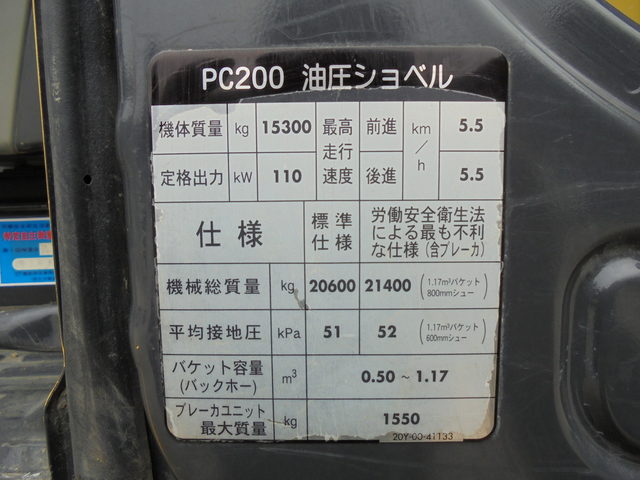 PC200 油圧ショベル
機体質量 kg 15300 最高走行速度 前進 km/h 5.5
定格出力 kW 110 後進 5.5
仕様 標準仕様 労働安全衛生法による最も不利な仕様(含ブレーカ)
機械総質量 kg 20600 21400 (1.17m³バケット 800mmシュー)
平均接地圧 kPa 51 52 (1.17m³バケット 600mmシュー)
バケット容量(バックホー) m³ 0.50~1.17
ブレーカユニット最大質量 kg 1550
20Y-00-41133